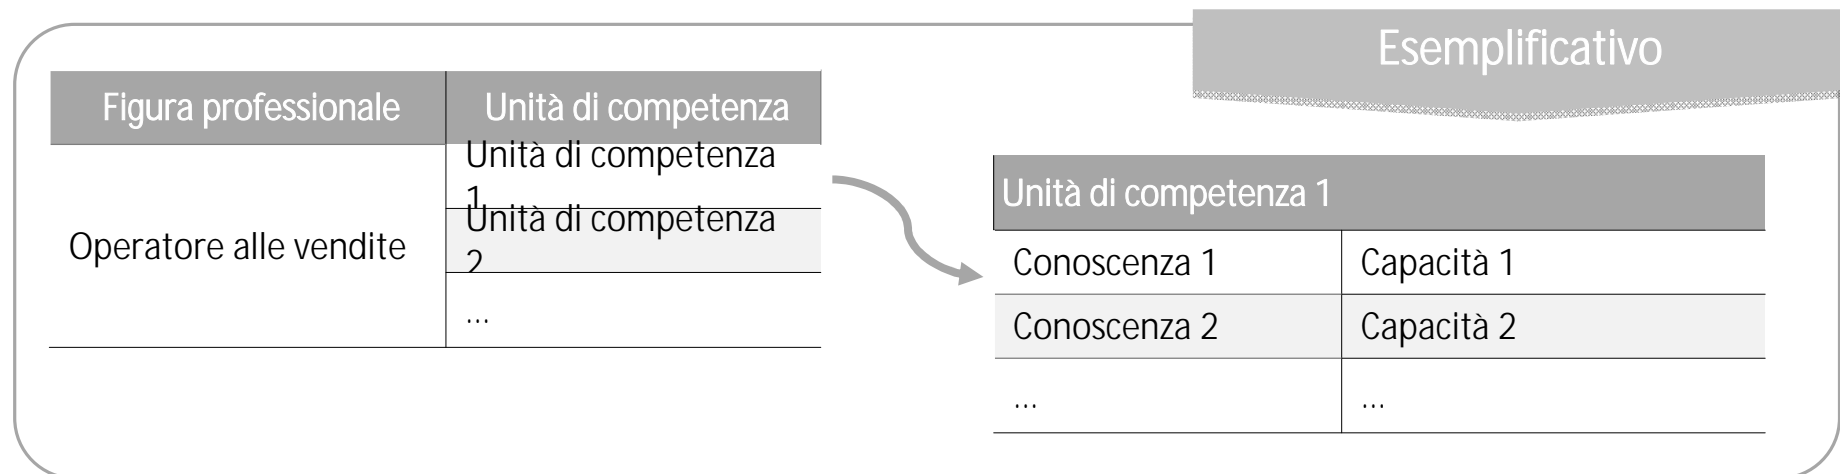 Esemplificativo
Figura professionale Unità di competenza
Unità di competenza
1
Unità di competenza
2
Operatore alle vendite
...
Unità di competenza 1
Conoscenza 1 Capacità 1
Conoscenza 2 Capacità 2
... ...